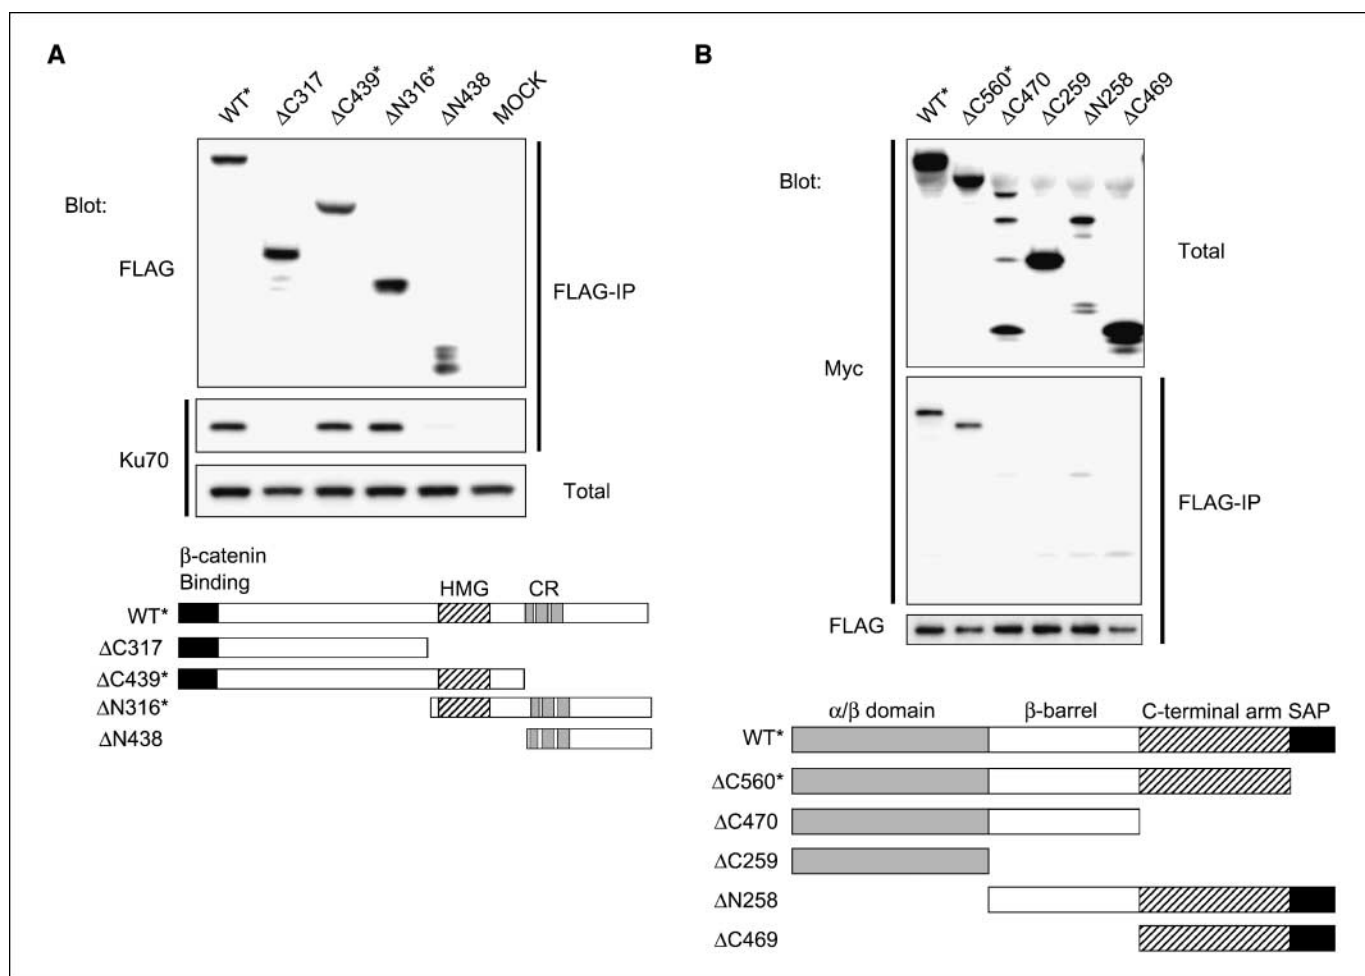 A
WT*
ΔC317
ΔC439*
ΔN316*
ΔN438
MOCK
Blot:
FLAG
FLAG-IP
Ku70
Total
β-catenin
Binding
HMG
CR
WT*
ΔC317
ΔC439*
ΔN316*
ΔN438
B
WT*
ΔC560*
ΔC470
ΔC259
ΔN258
ΔC469
Blot:
Total
Myc
FLAG-IP
FLAG
α/β domain
β-barrel
C-terminal arm SAP
WT*
ΔC560*
ΔC470
ΔC259
ΔN258
ΔC469